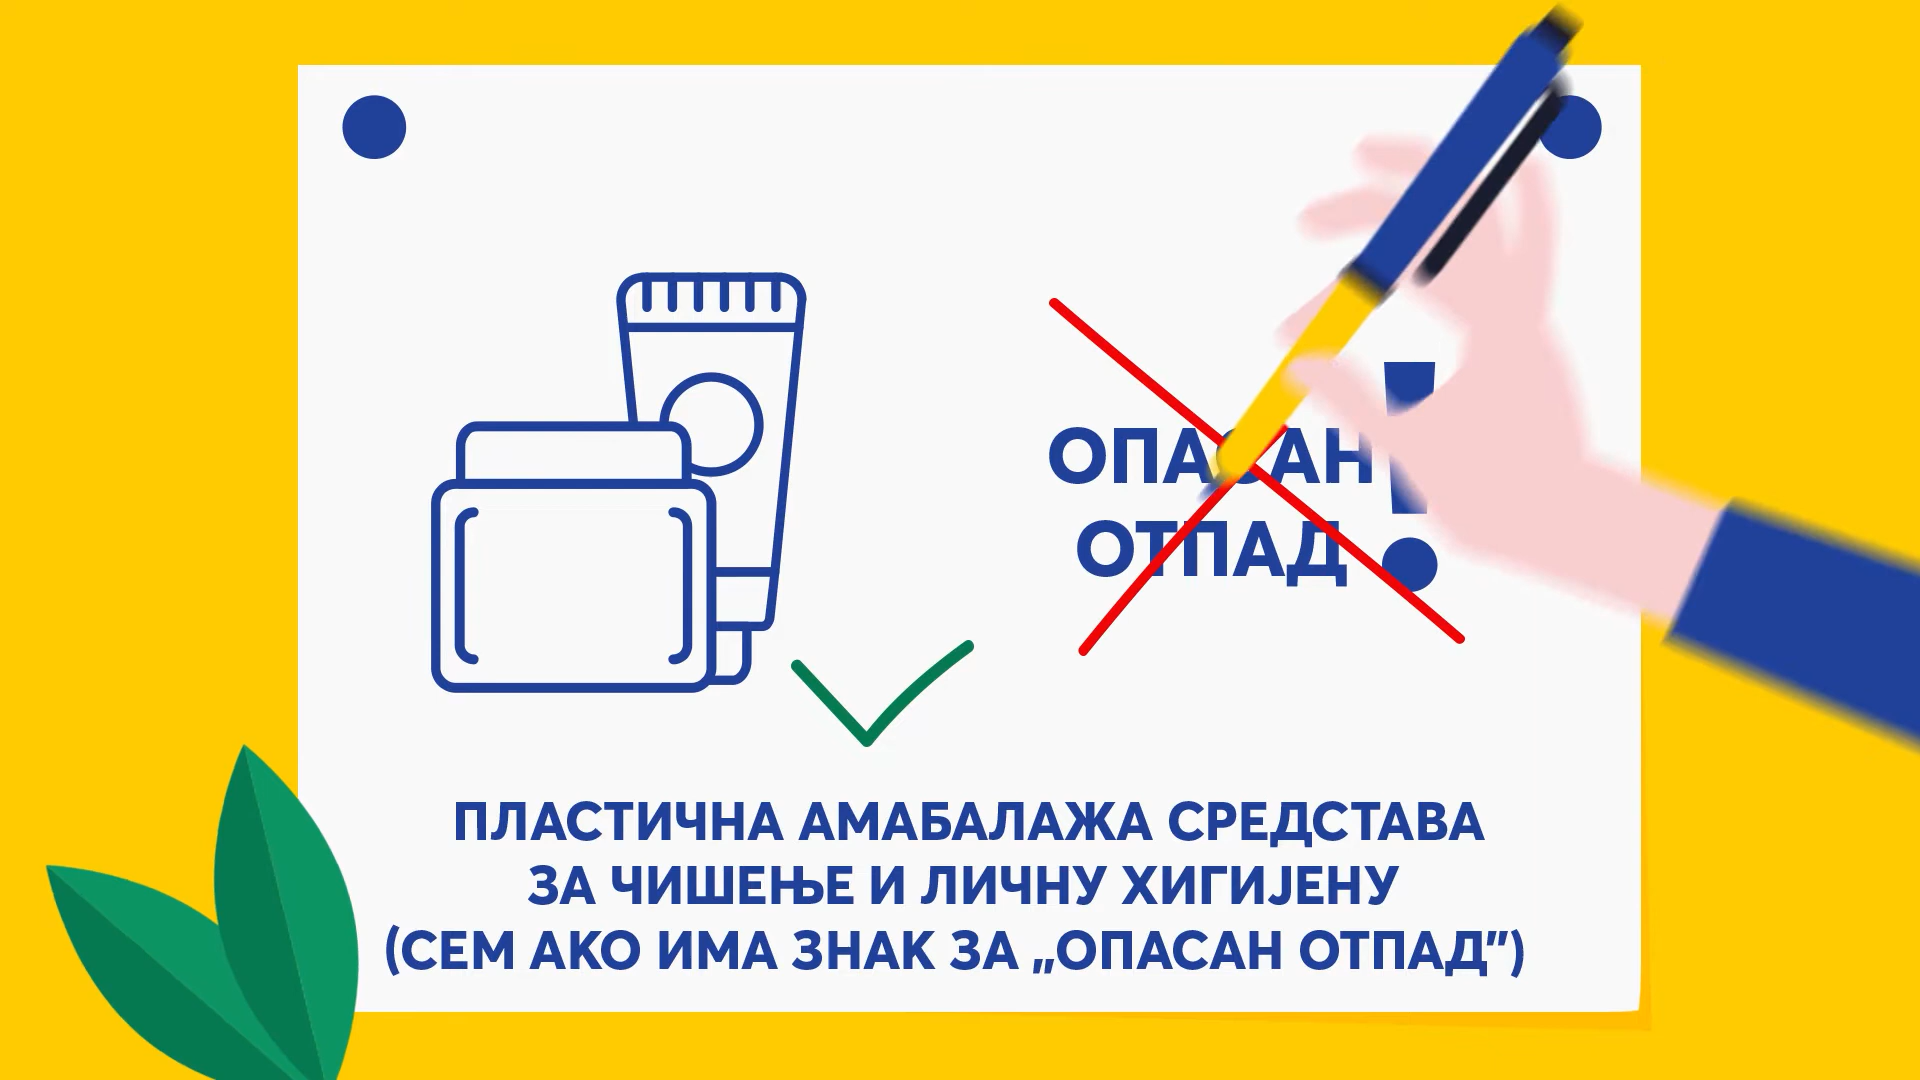 ОПАСАН
ОТПАД
!
ПЛАСТИЧНА АМАБАЛАЖА СРЕДСТАВА
ЗА ЧИШЕЊЕ И ЛИЧНУ ХИГИЈЕНУ
(СЕМ АКО ИМА ЗНАК ЗА „ОПАСАН ОТПАД”)